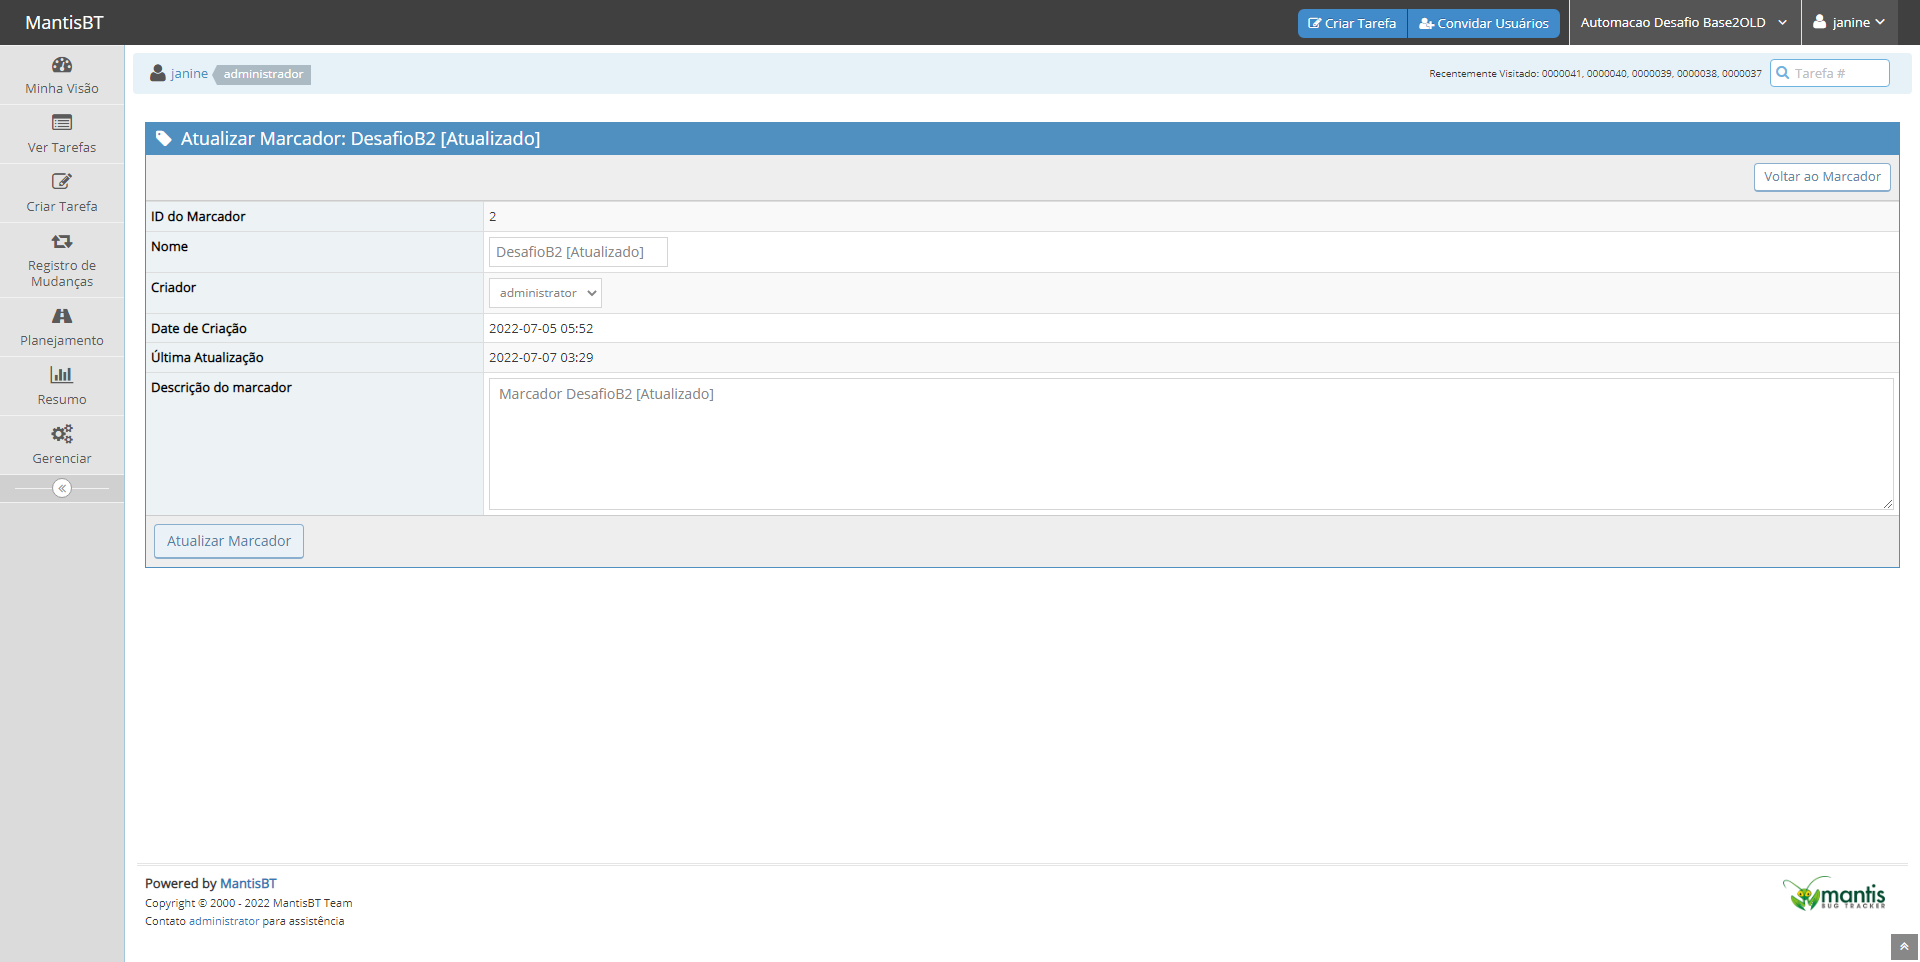 MantisBT
Criar Tarefa
Convidar Usuários
Automacao Desafio Base2OLD
janine
Minha Visão
Ver Tarefas
Criar Tarefa
Registro de
Mudanças
Planejamento
Resumo
Gerenciar
janine
administrador
Recentemente Visitado: 0000041, 0000040, 0000039, 0000038, 0000037
Tarefa #
Atualizar Marcador: DesafioB2 [Atualizado]
Voltar ao Marcador
ID do Marcador 2
Nome DesafioB2 [Atualizado]
Criador administrator
Date de Criação 2022-07-05 05:52
Última Atualização 2022-07-07 03:29
Descrição do marcador Marcador DesafioB2 [Atualizado]
Atualizar Marcador
Powered by MantisBT
Copyright © 2000 - 2022 MantisBT Team
Contato administrator para assistência
mantis
BUG TRACKER